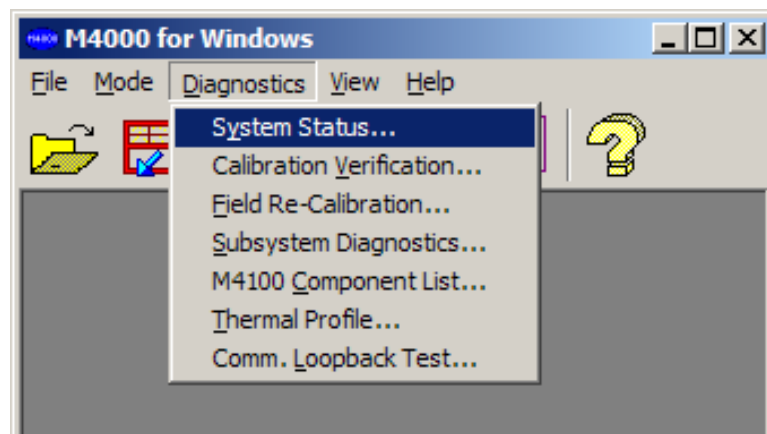 M4000 for Windows
File Mode Diagnostics View Help
System Status...
Calibration Verification...
Field Re-Calibration...
Subsystem Diagnostics...
M4100 Component List...
Thermal Profile...
Comm. Loopback Test...